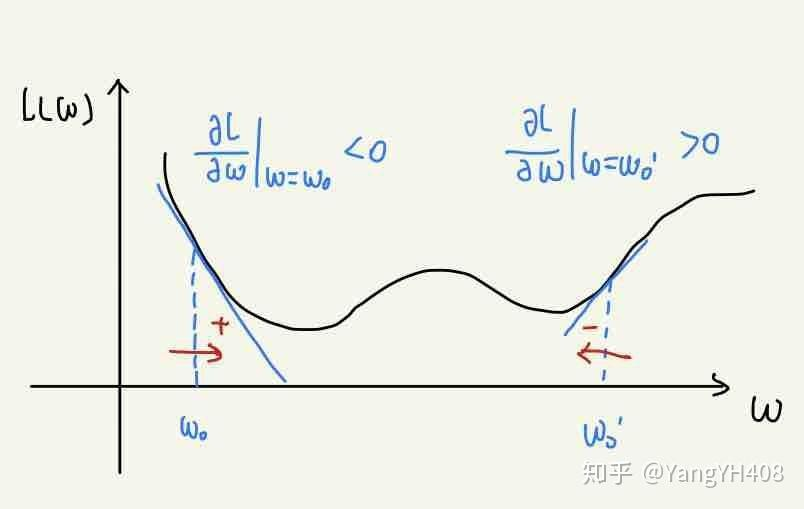 L(w)
∂L/∂w|w=w₀ <0
∂L/∂w|w=w₀' >0
+
−
w₀
w₀'
w
知乎 @YangYH408